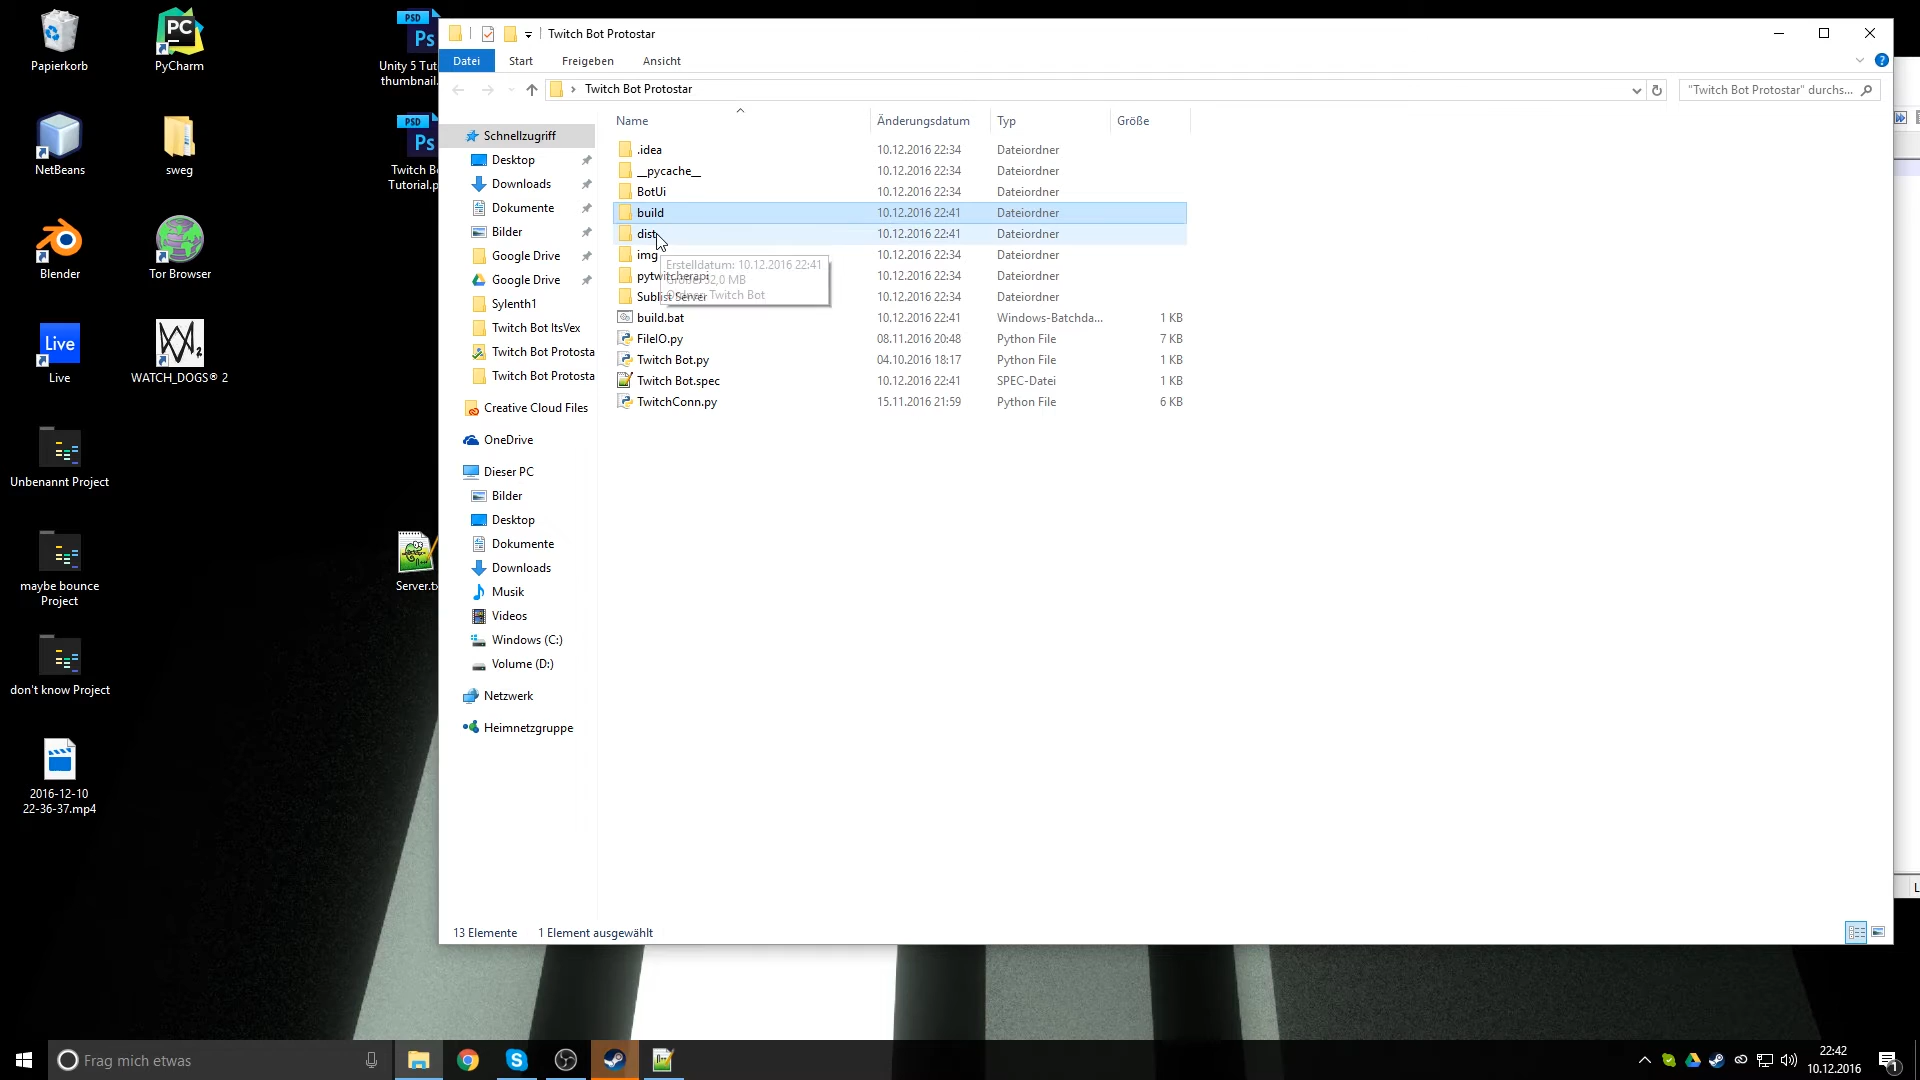 Papierkorb
PyCharm
Unity 5 Tut
thumbnail.
NetBeans
sweg
Twitch B
Tutorial.p
Blender
Tor Browser
Live
Live
WATCH_DOGS® 2
Unbenannt Project
maybe bounce
Project
Server.tx
don't know Project
2016-12-10
22-36-37.mp4
PSD
Ps
PSD
Ps
PC
Twitch Bot Protostar
Datei
Start
Freigeben
Ansicht
Twitch Bot Protostar
"Twitch Bot Protostar" durchs...
Schnellzugriff
Desktop
Downloads
Dokumente
Bilder
Google Drive
Google Drive
Sylenth1
Twitch Bot ItsVex
Twitch Bot Protosta
Twitch Bot Protosta
Creative Cloud Files
OneDrive
Dieser PC
Bilder
Desktop
Dokumente
Downloads
Musik
Videos
Windows (C:)
Volume (D:)
Netzwerk
Heimnetzgruppe
Name Änderungsdatum Typ Größe
.idea 10.12.2016 22:34 Dateiordner
__pycache__ 10.12.2016 22:34 Dateiordner
BotUi 10.12.2016 22:34 Dateiordner
build 10.12.2016 22:41 Dateiordner
dist 10.12.2016 22:41 Dateiordner
img 10.12.2016 22:34 Dateiordner
pytwitcherapi 10.12.2016 22:34 Dateiordner
Sublist Server 10.12.2016 22:34 Dateiordner
build.bat 10.12.2016 22:41 Windows-Batchda... 1 KB
FileIO.py 08.11.2016 20:48 Python File 7 KB
Twitch Bot.py 04.10.2016 18:17 Python File 1 KB
Twitch Bot.spec 10.12.2016 22:41 SPEC-Datei 1 KB
TwitchConn.py 15.11.2016 21:59 Python File 6 KB
Erstelldatum: 10.12.2016 22:41
2,0 MB
Twitch Bot
13 Elemente 1 Element ausgewählt
Frag mich etwas
22:42
10.12.2016
1